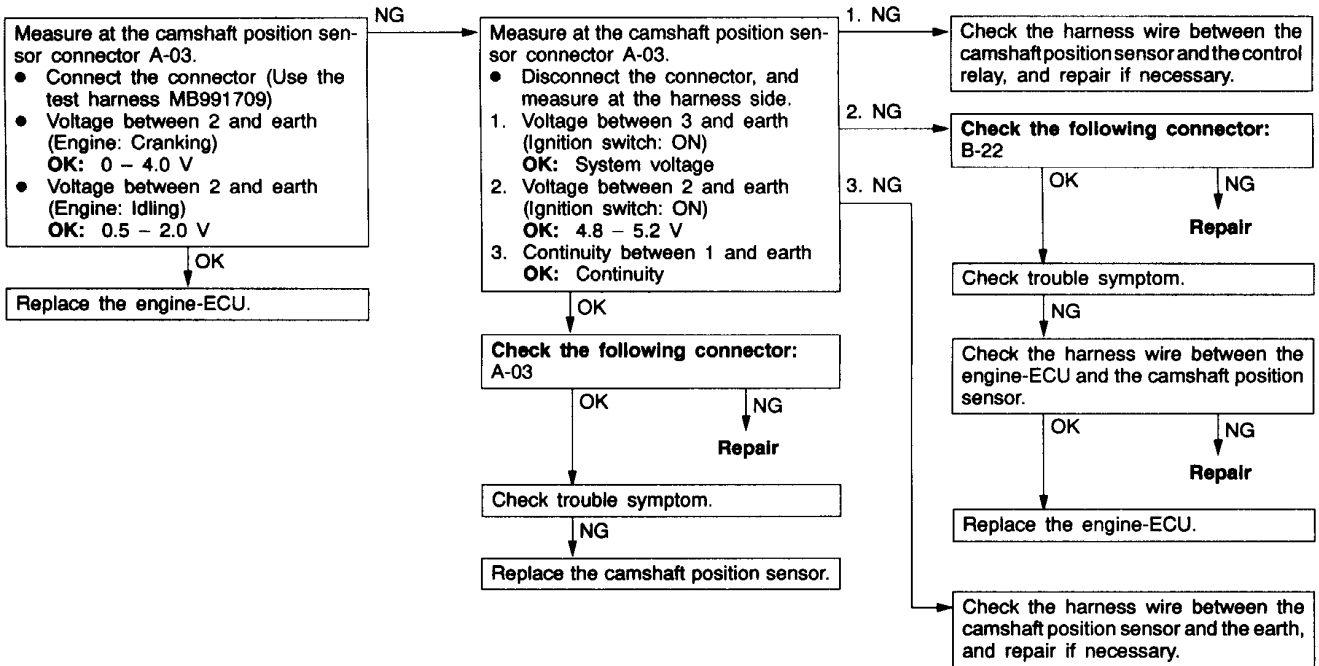 Measure at the camshaft position sen-
sor connector A-03.
● Connect the connector (Use the
test harness MB991709)
● Voltage between 2 and earth
(Engine: Cranking)
OK: 0 – 4.0 V
● Voltage between 2 and earth
(Engine: Idling)
OK: 0.5 – 2.0 V
OK
Replace the engine-ECU.
NG
Measure at the camshaft position sen-
sor connector A-03.
● Disconnect the connector, and
measure at the harness side.
1. Voltage between 3 and earth
(Ignition switch: ON)
OK: System voltage
2. Voltage between 2 and earth
(Ignition switch: ON)
OK: 4.8 – 5.2 V
3. Continuity between 1 and earth
OK: Continuity
OK
Check the following connector:
A-03
OK
NG
Repair
Check trouble symptom.
NG
Replace the camshaft position sensor.
1. NG
Check the harness wire between the
camshaft position sensor and the control
relay, and repair if necessary.
2. NG
Check the following connector:
B-22
OK
NG
Repair
Check trouble symptom.
NG
Check the harness wire between the
engine-ECU and the camshaft position
sensor.
OK
NG
Repair
Replace the engine-ECU.
3. NG
Check the harness wire between the
camshaft position sensor and the earth,
and repair if necessary.